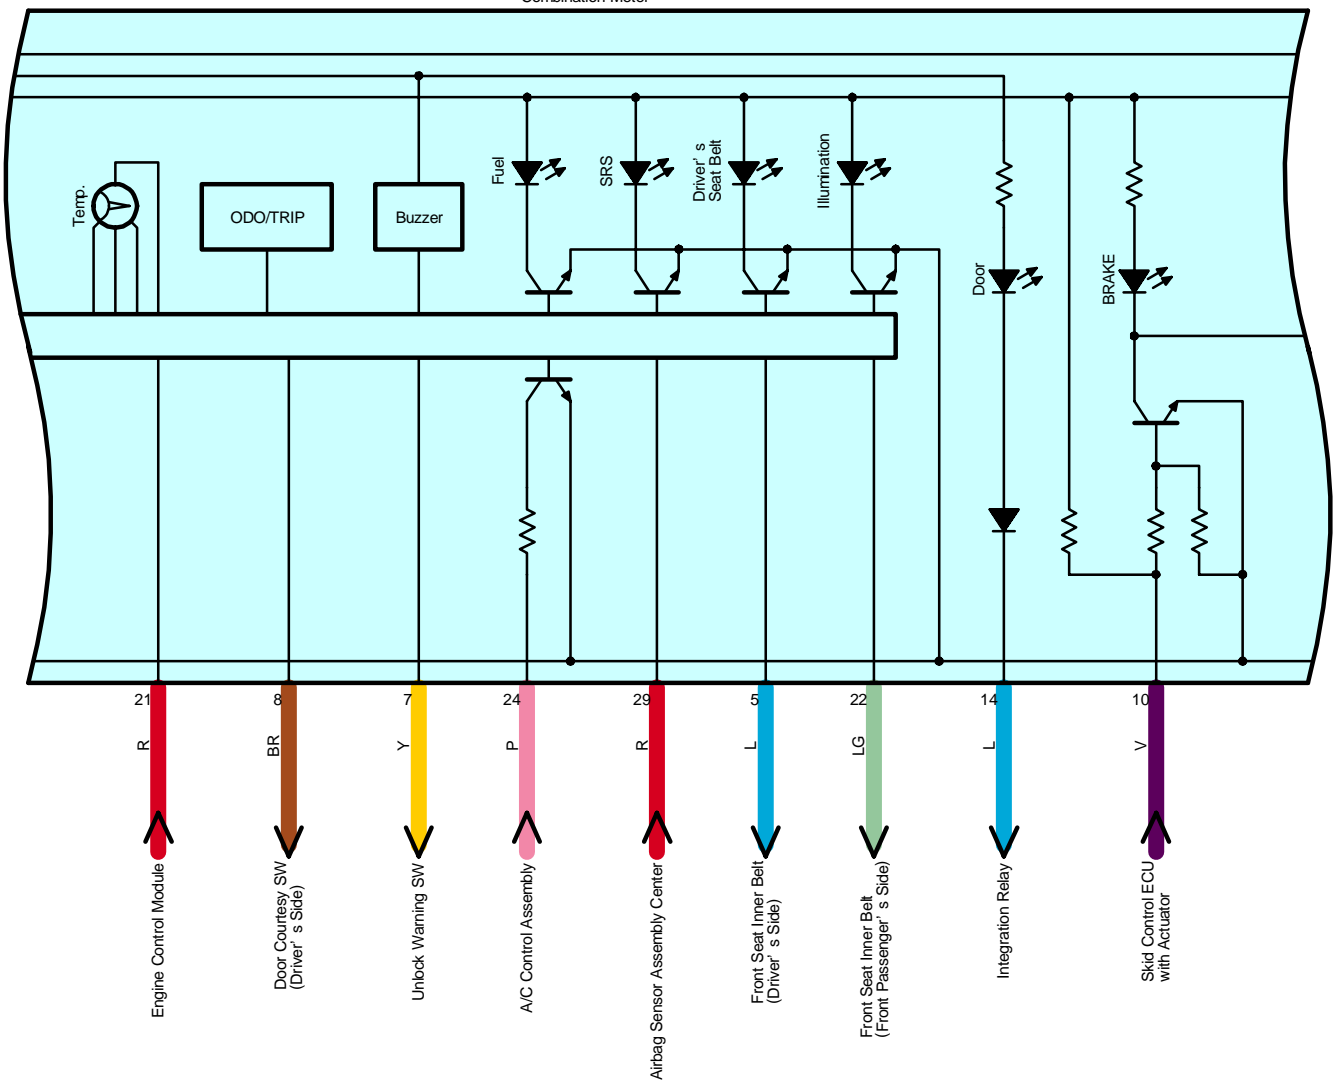 Combination Meter
Temp.
ODO/TRIP
Buzzer
Fuel
SRS
Driver's
Seat Belt
Illumination
Door
BRAKE
21
8
7
24
29
5
22
14
10
R
BR
Y
P
R
L
LG
L
V
Engine Control Module
Door Courtesy SW
(Driver's Side)
Unlock Warning SW
A/C Control Assembly
Airbag Sensor Assembly Center
Front Seat Inner Belt
(Driver's Side)
Front Seat Inner Belt
(Front Passenger's Side)
Integration Relay
Skid Control ECU
with Actuator